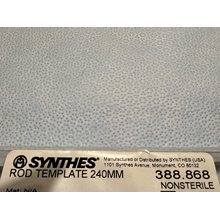 SYNTHES®
Manufactured or Distributed by SYNTHES (USA)
1101 Synthes Avenue, Monument, CO 80132
ROD TEMPLATE 240MM
388.868
NONSTERILE
Mat: N/A